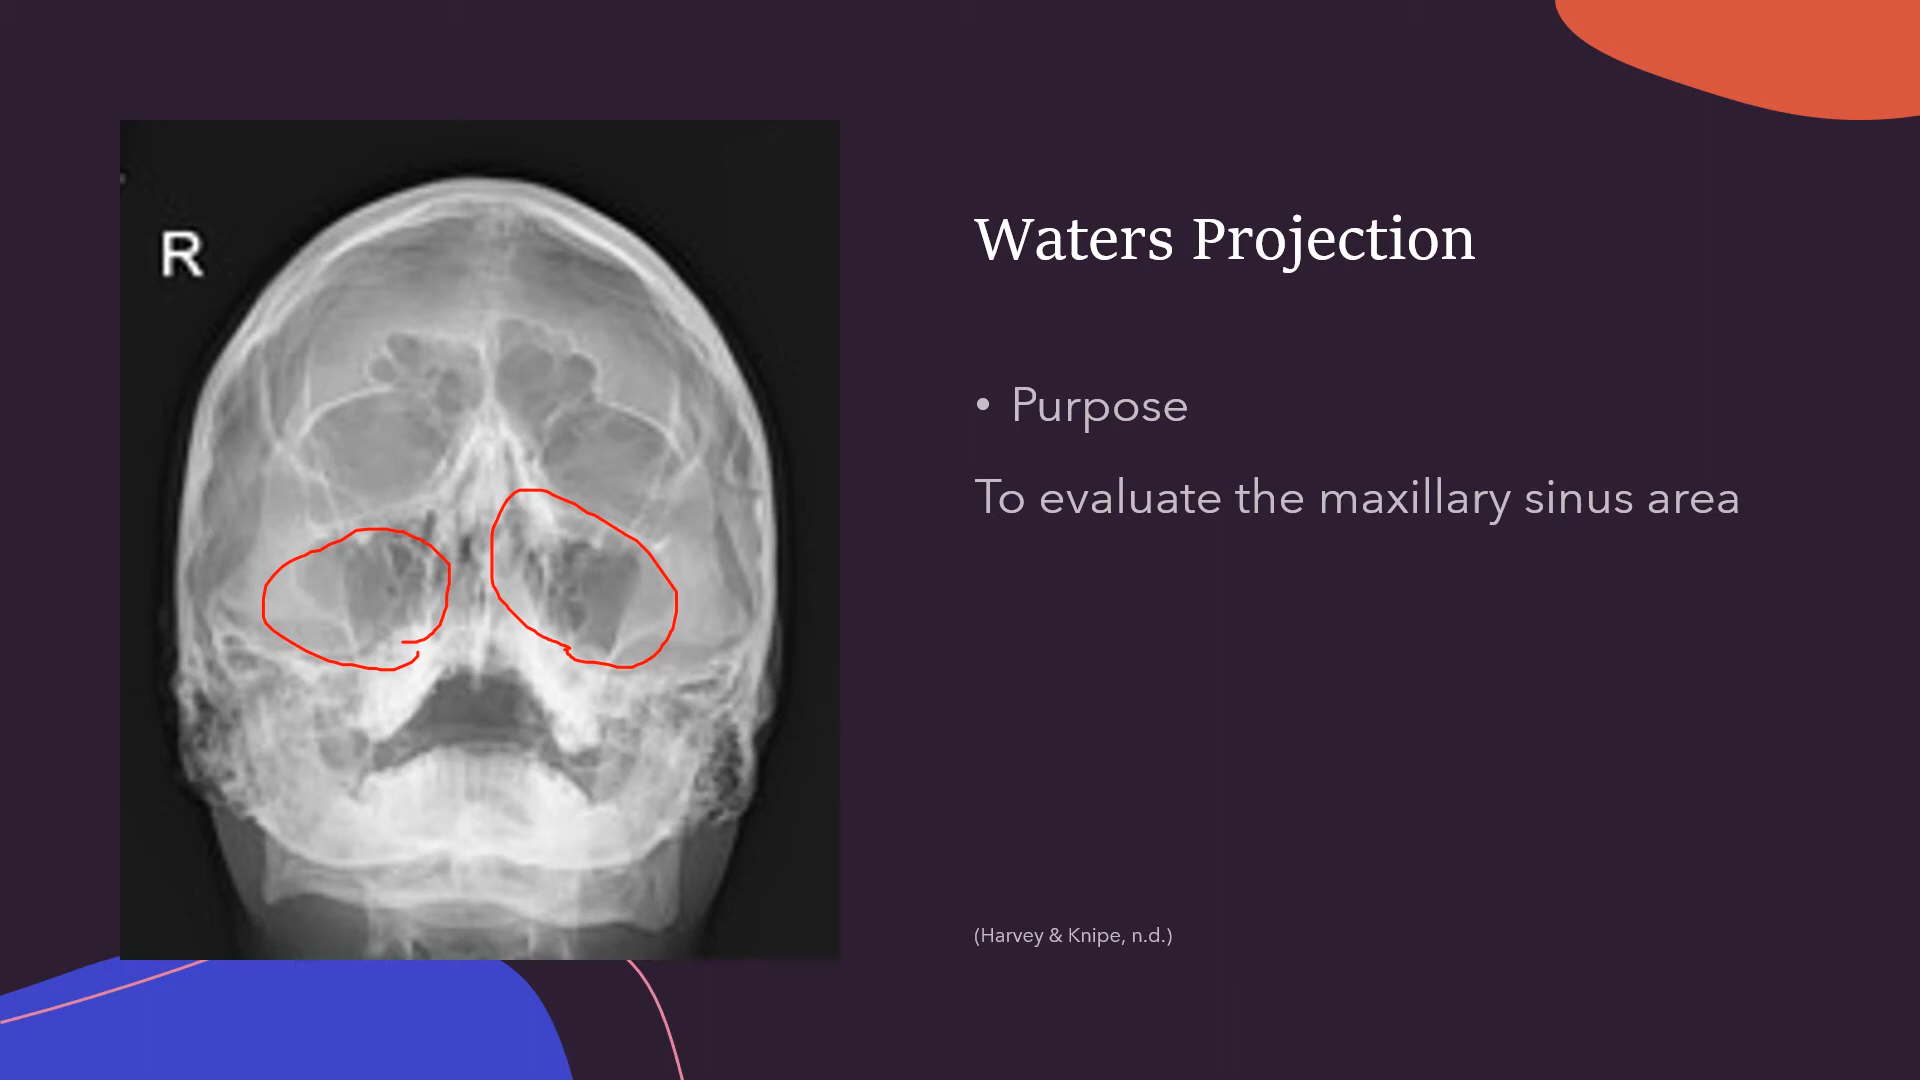 R
Waters Projection
• Purpose
To evaluate the maxillary sinus area
(Harvey & Knipe, n.d.)